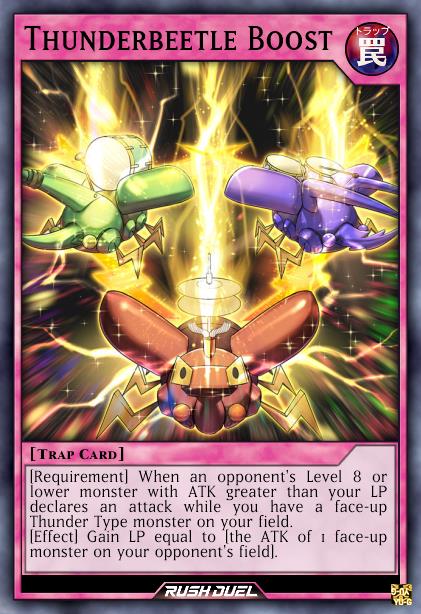 Thunderbeetle Boost
トラップ
罠
[Trap Card]
[Requirement] When an opponent's Level 8 or
lower monster with ATK greater than your LP
declares an attack while you have a face-up
Thunder Type monster on your field.
[Effect] Gain LP equal to [the ATK of 1 face-up
monster on your opponent's field].
RUSH DUEL